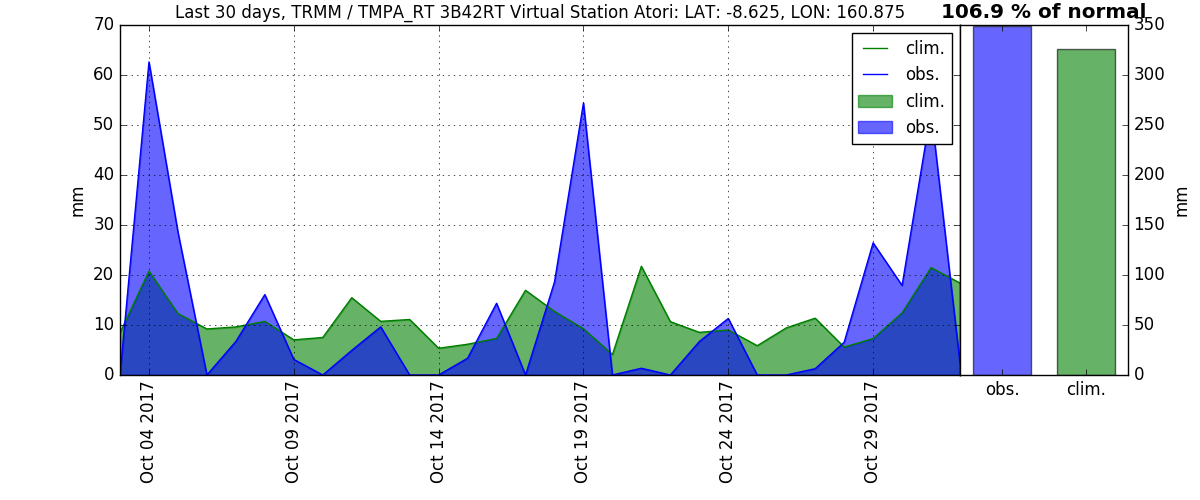 Last 30 days, TRMM / TMPA_RT 3B42RT Virtual Station Atori: LAT: -8.625, LON: 160.875
106.9 % of normal
70
60
50
40
30
20
10
0
mm
clim.
obs.
clim.
obs.
350
300
250
200
150
100
50
0
mm
obs.
clim.
Oct 04 2017
Oct 09 2017
Oct 14 2017
Oct 19 2017
Oct 24 2017
Oct 29 2017